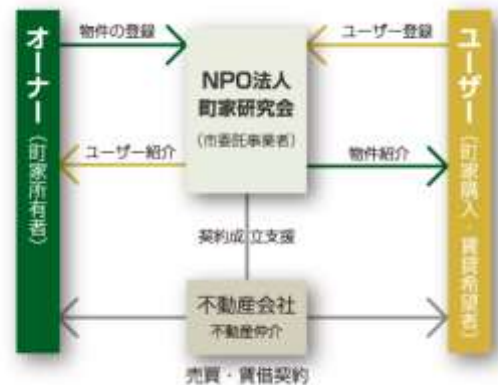 オーナー（町家所有者）
物件の登録
NPO法人
町家研究会
（市委託事業者）
ユーザー登録
ユーザー（町家購入・賃貸希望者）
ユーザー紹介
物件紹介
契約成立支援
不動産会社
不動産仲介
売買・賃借契約